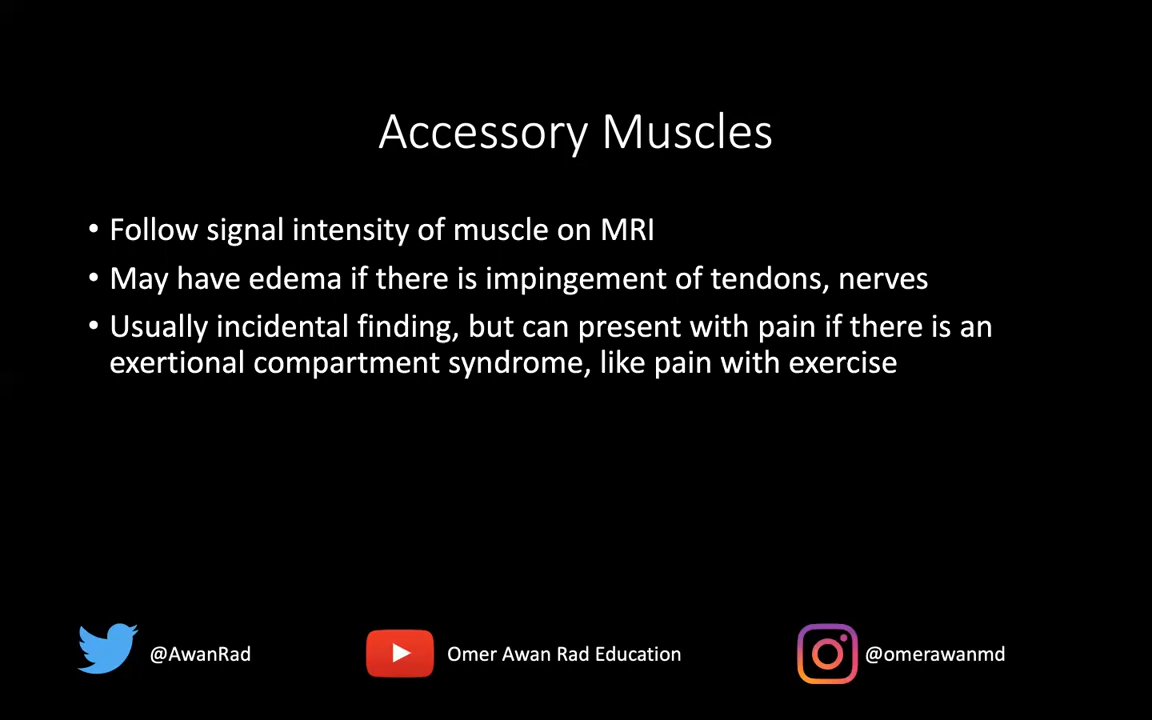 Accessory Muscles
• Follow signal intensity of muscle on MRI
• May have edema if there is impingement of tendons, nerves
• Usually incidental finding, but can present with pain if there is an
exertional compartment syndrome, like pain with exercise
@AwanRad
Omer Awan Rad Education
@omerawanmd